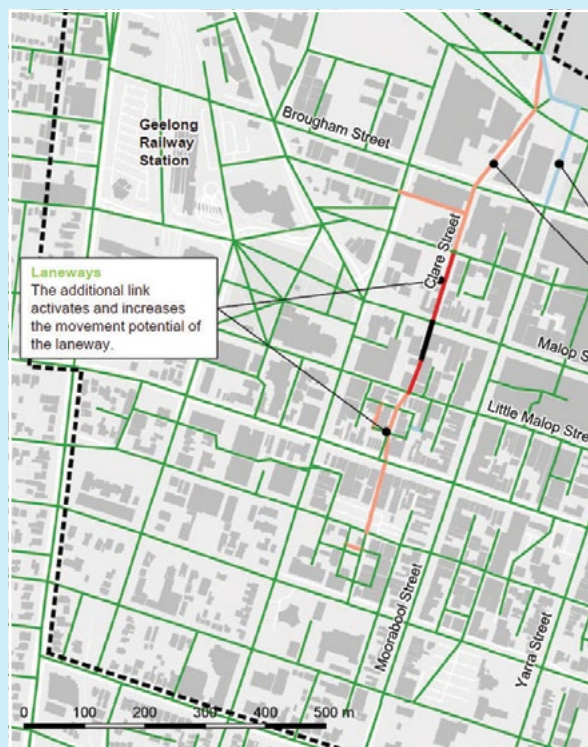 Brougham Street
Geelong
Railway
Station
Clare Street
Laneways
The additional link
activates and increases
the movement potential of
the laneway.
Malop S
Little Malop Stre
Moorabool Street
Yarra Street
0 100 200 300 400 500 m